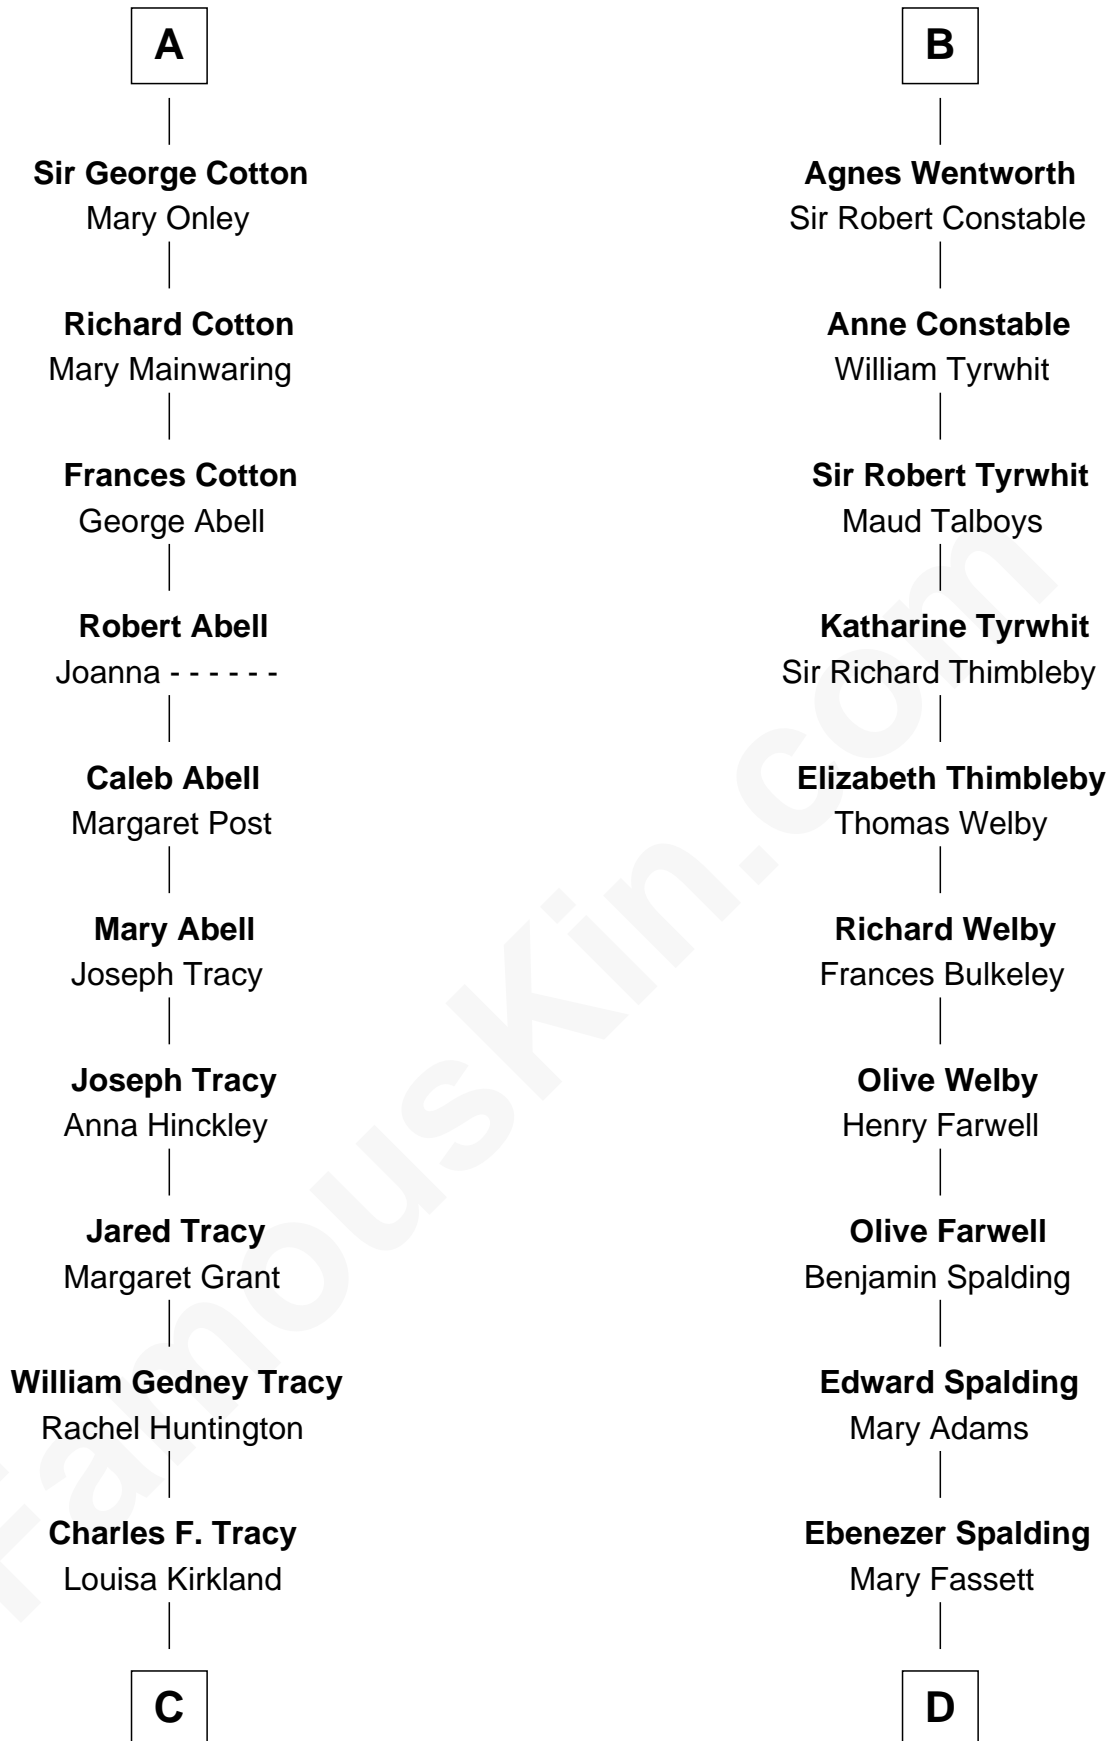 A
Sir George Cotton
Mary Onley
Richard Cotton
Mary Mainwaring
Frances Cotton
George Abell
Robert Abell
Joanna - - - - - -
Caleb Abell
Margaret Post
Mary Abell
Joseph Tracy
Joseph Tracy
Anna Hinckley
Jared Tracy
Margaret Grant
William Gedney Tracy
Rachel Huntington
Charles F. Tracy
Louisa Kirkland
C
B
Agnes Wentworth
Sir Robert Constable
Anne Constable
William Tyrwhit
Sir Robert Tyrwhit
Maud Talboys
Katharine Tyrwhit
Sir Richard Thimbleby
Elizabeth Thimbleby
Thomas Welby
Richard Welby
Frances Bulkeley
Olive Welby
Henry Farwell
Olive Farwell
Benjamin Spalding
Edward Spalding
Mary Adams
Ebenezer Spalding
Mary Fassett
D
FamousKin.com